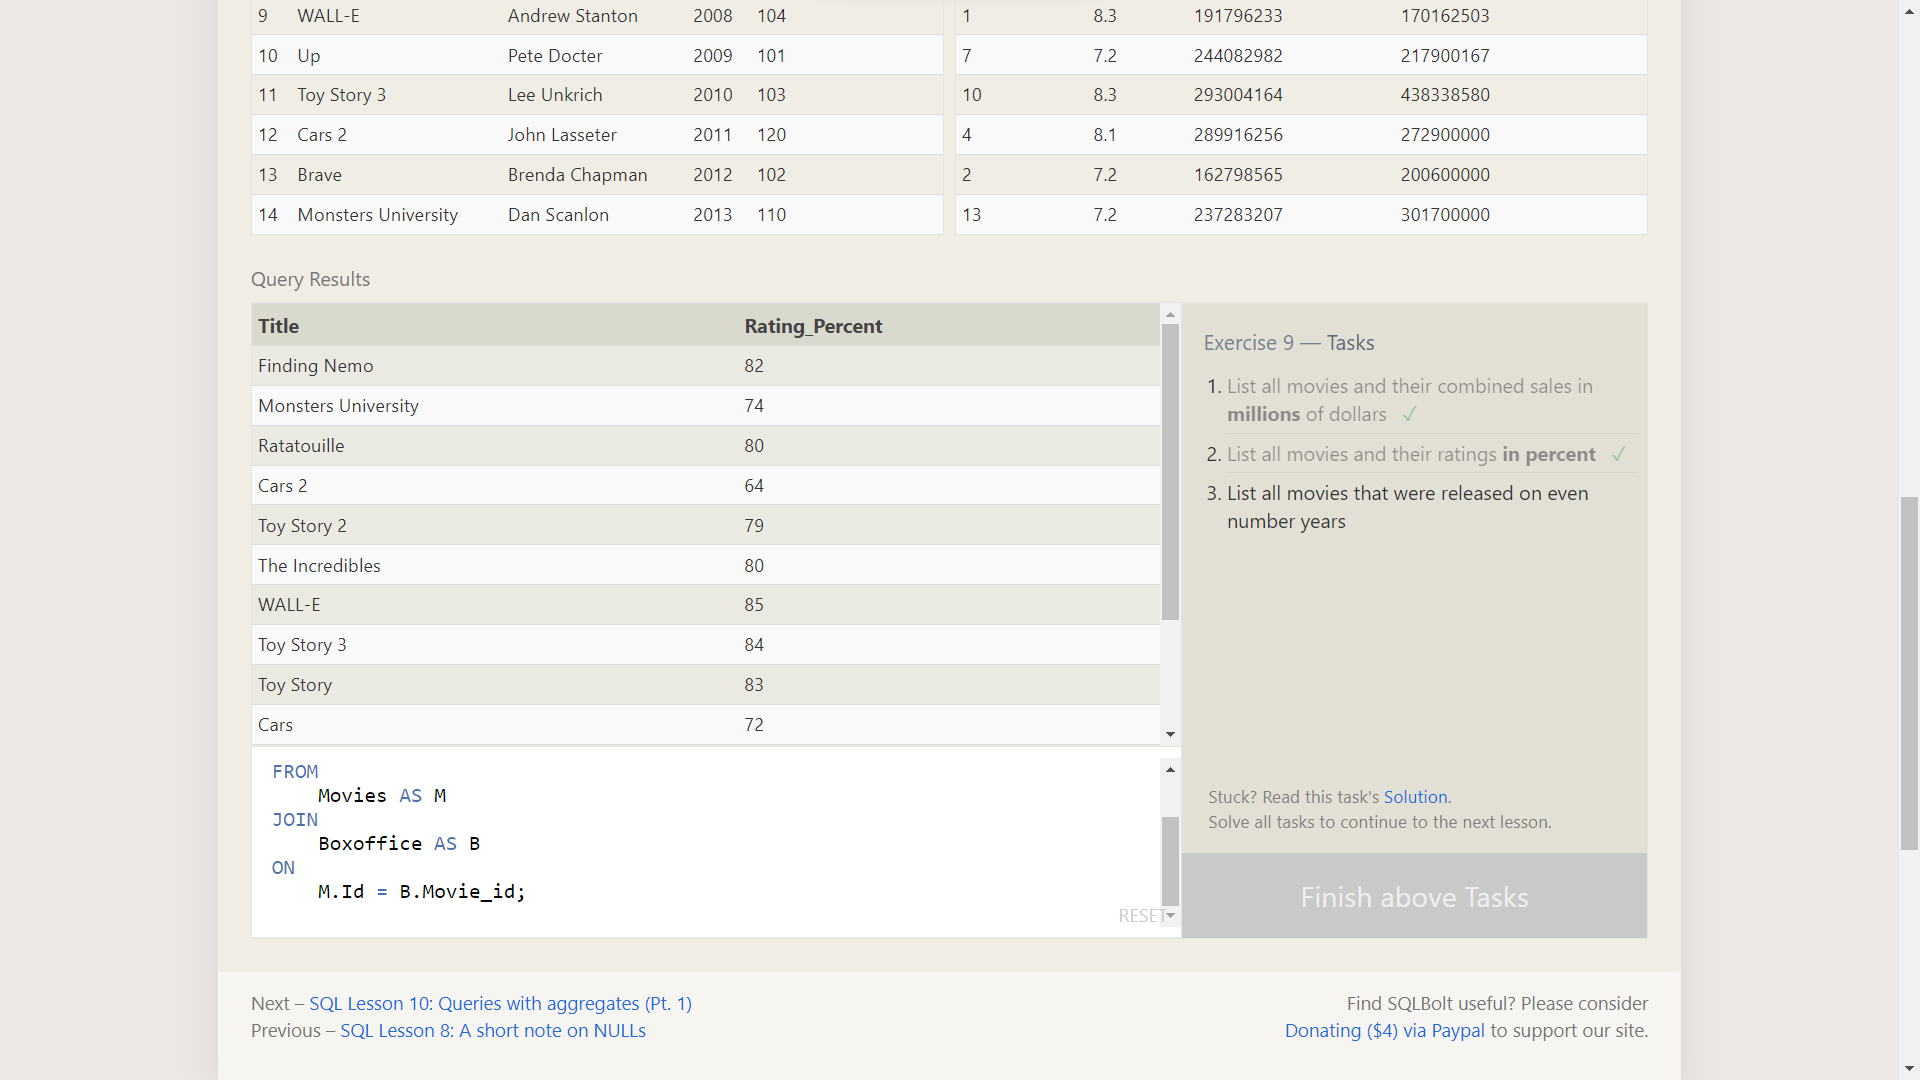 9 WALL-E Andrew Stanton 2008 104 1 8.3 191796233 170162503
10 Up Pete Docter 2009 101 7 7.2 244082982 217900167
11 Toy Story 3 Lee Unkrich 2010 103 10 8.3 293004164 438338580
12 Cars 2 John Lasseter 2011 120 4 8.1 289916256 272900000
13 Brave Brenda Chapman 2012 102 2 7.2 162798565 200600000
14 Monsters University Dan Scanlon 2013 110 13 7.2 237283207 301700000
Query Results
Title Rating_Percent
Finding Nemo 82
Monsters University 74
Ratatouille 80
Cars 2 64
Toy Story 2 79
The Incredibles 80
WALL-E 85
Toy Story 3 84
Toy Story 83
Cars 72
FROM
Movies AS M
JOIN
Boxoffice AS B
ON
M.Id = B.Movie_id;
RESET
Exercise 9 — Tasks
1. List all movies and their combined sales in
millions of dollars ✓
2. List all movies and their ratings in percent ✓
3. List all movies that were released on even
number years
Stuck? Read this task's Solution.
Solve all tasks to continue to the next lesson.
Finish above Tasks
Next – SQL Lesson 10: Queries with aggregates (Pt. 1)
Previous – SQL Lesson 8: A short note on NULLs
Find SQLBolt useful? Please consider
Donating ($4) via Paypal to support our site.